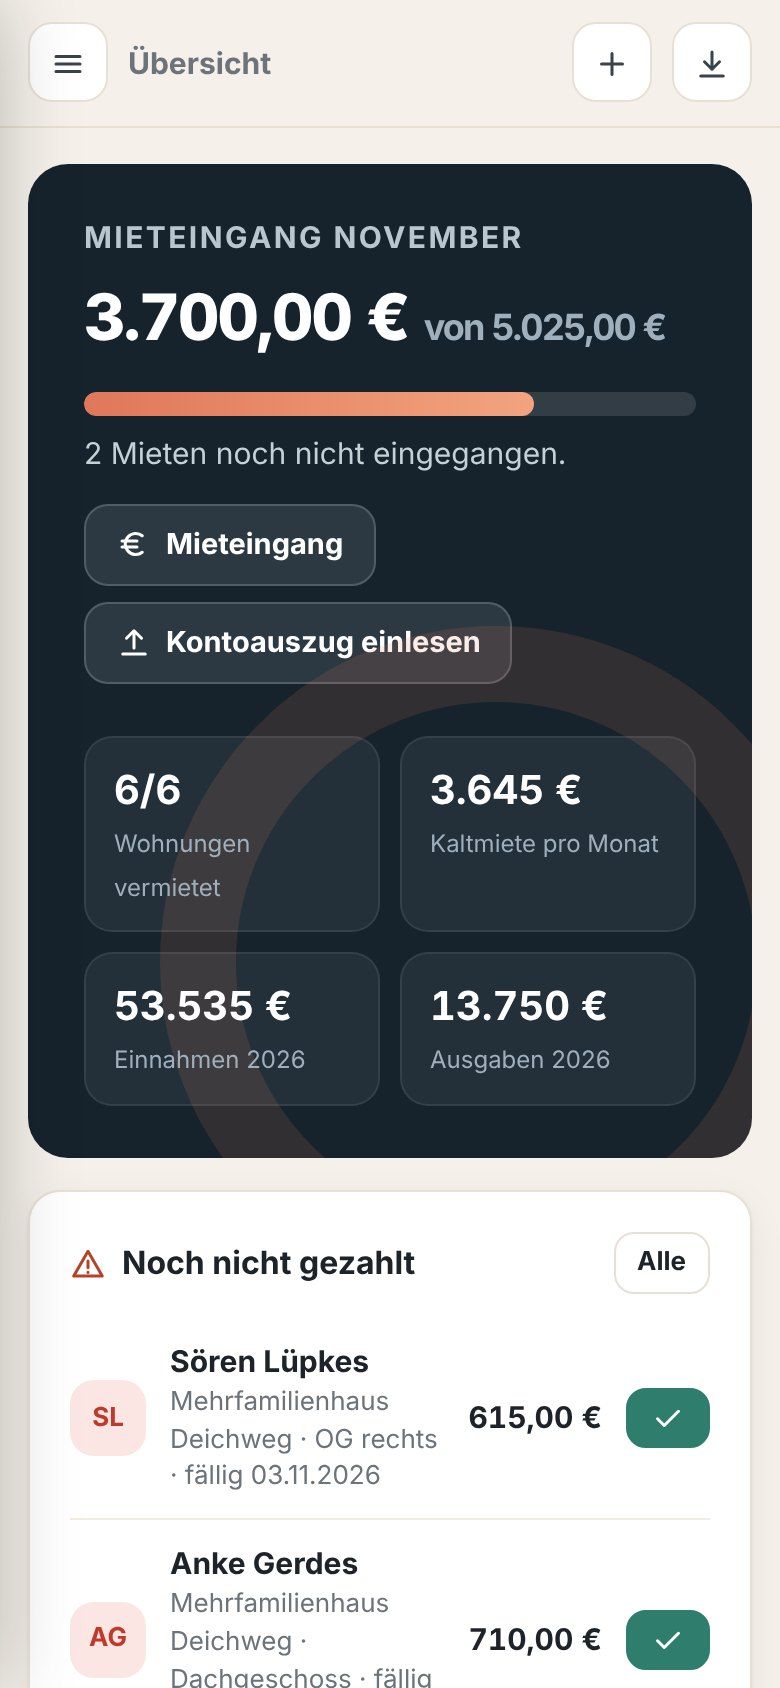 Übersicht
MIETEINGANG NOVEMBER
3.700,00 € von 5.025,00 €
2 Mieten noch nicht eingegangen.
€ Mieteingang
Kontoauszug einlesen
6/6
Wohnungen
vermietet
3.645 €
Kaltmiete pro Monat
53.535 €
Einnahmen 2026
13.750 €
Ausgaben 2026
Noch nicht gezahlt
Alle
SL
Sören Lüpkes
Mehrfamilienhaus
Deichweg · OG rechts
· fällig 03.11.2026
615,00 €
AG
Anke Gerdes
Mehrfamilienhaus
Deichweg ·
Dachgeschoss · fällig
710,00 €